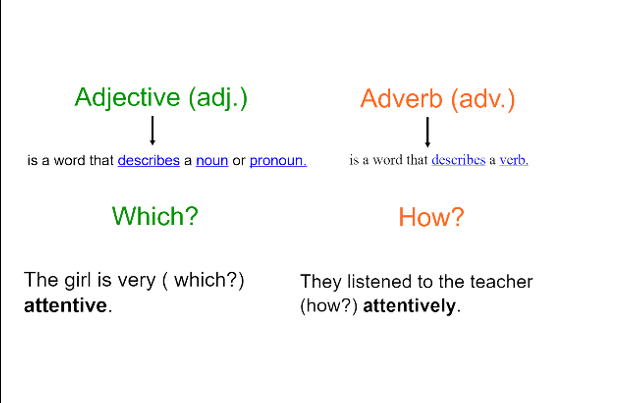 Adjective (adj.)
is a word that describes a noun or pronoun.
Which?
The girl is very ( which?)
attentive.
Adverb (adv.)
is a word that describes a verb.
How?
They listened to the teacher
(how?) attentively.